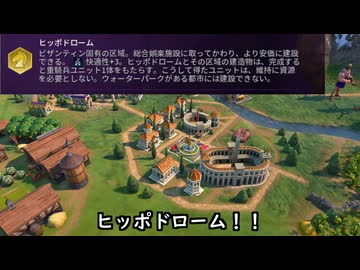 ヒッポドローム
ビザンティン固有の区域。総合娯楽施設に取ってかわり、より安価に建設
できる。 快適性+3。ヒッポドロームとその区域の建造物は、完成する
と重騎兵ユニット1体をもたらす。こうして得たユニットは、維持に資源
を必要としない。ウォーターパークがある都市には建設できない。
ヒッポドローム！！